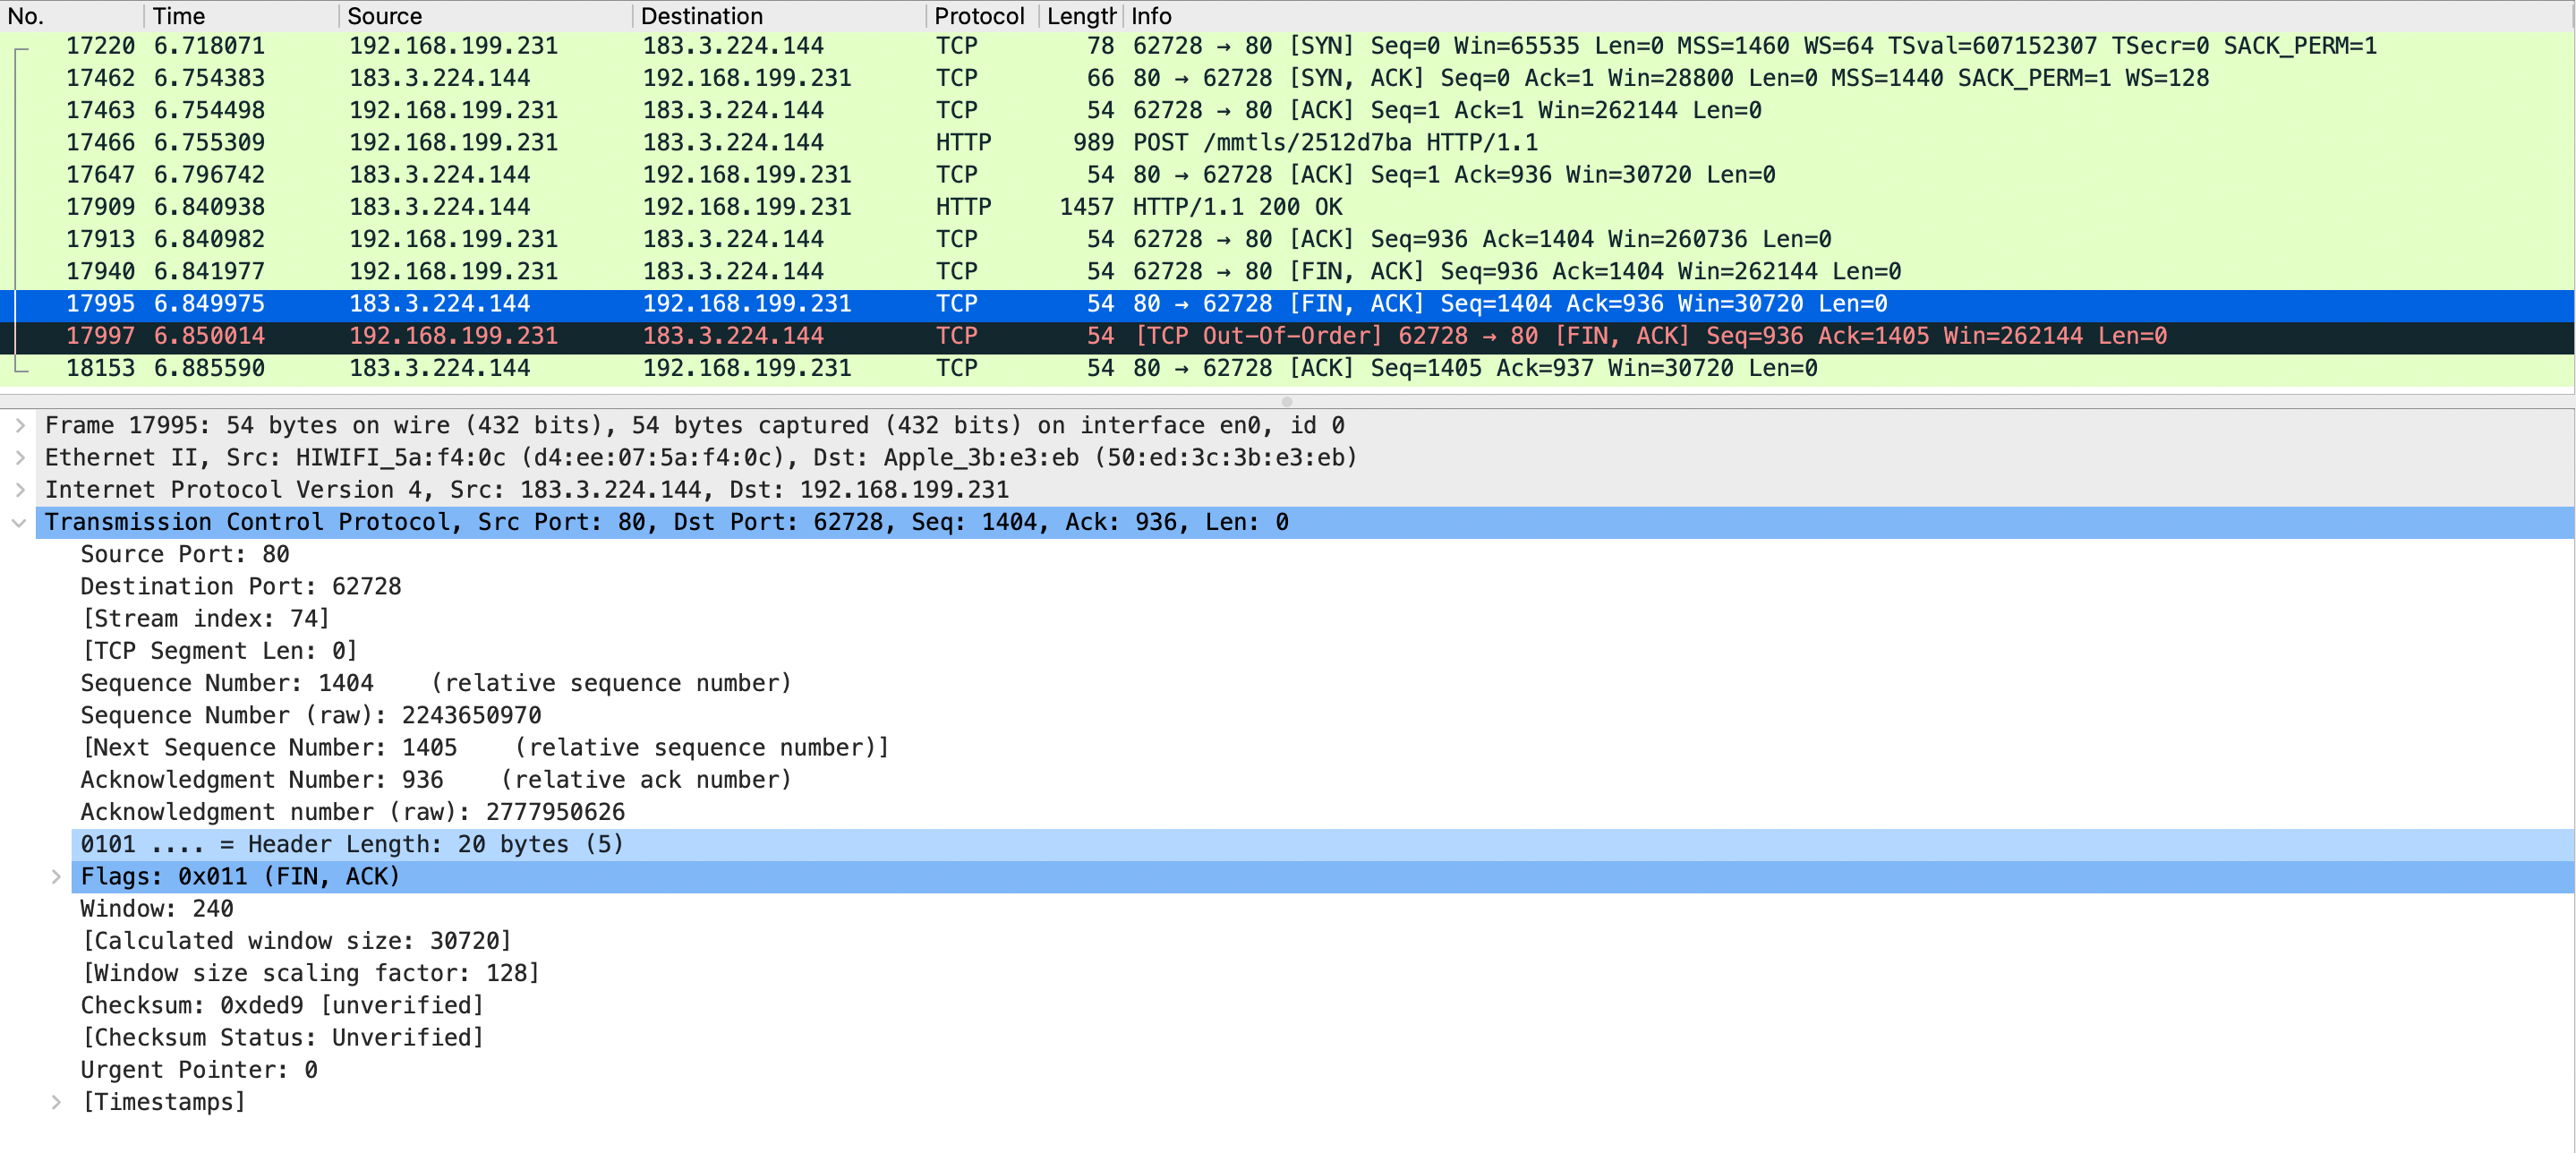 No. Time Source Destination Protocol Length Info
17220 6.718071 192.168.199.231 183.3.224.144 TCP 78 62728 → 80 [SYN] Seq=0 Win=65535 Len=0 MSS=1460 WS=64 TSval=607152307 TSecr=0 SACK_PERM=1
17462 6.754383 183.3.224.144 192.168.199.231 TCP 66 80 → 62728 [SYN, ACK] Seq=0 Ack=1 Win=28800 Len=0 MSS=1440 SACK_PERM=1 WS=128
17463 6.754498 192.168.199.231 183.3.224.144 TCP 54 62728 → 80 [ACK] Seq=1 Ack=1 Win=262144 Len=0
17466 6.755309 192.168.199.231 183.3.224.144 HTTP 989 POST /mmtls/2512d7ba HTTP/1.1
17647 6.796742 183.3.224.144 192.168.199.231 TCP 54 80 → 62728 [ACK] Seq=1 Ack=936 Win=30720 Len=0
17909 6.840938 183.3.224.144 192.168.199.231 HTTP 1457 HTTP/1.1 200 OK
17913 6.840982 192.168.199.231 183.3.224.144 TCP 54 62728 → 80 [ACK] Seq=936 Ack=1404 Win=260736 Len=0
17940 6.841977 192.168.199.231 183.3.224.144 TCP 54 62728 → 80 [FIN, ACK] Seq=936 Ack=1404 Win=262144 Len=0
17995 6.849975 183.3.224.144 192.168.199.231 TCP 54 80 → 62728 [FIN, ACK] Seq=1404 Ack=936 Win=30720 Len=0
17997 6.850014 192.168.199.231 183.3.224.144 TCP 54 [TCP Out-Of-Order] 62728 → 80 [FIN, ACK] Seq=936 Ack=1405 Win=262144 Len=0
18153 6.885590 183.3.224.144 192.168.199.231 TCP 54 80 → 62728 [ACK] Seq=1405 Ack=937 Win=30720 Len=0
Frame 17995: 54 bytes on wire (432 bits), 54 bytes captured (432 bits) on interface en0, id 0
Ethernet II, Src: HIWIFI_5a:f4:0c (d4:ee:07:5a:f4:0c), Dst: Apple_3b:e3:eb (50:ed:3c:3b:e3:eb)
Internet Protocol Version 4, Src: 183.3.224.144, Dst: 192.168.199.231
Transmission Control Protocol, Src Port: 80, Dst Port: 62728, Seq: 1404, Ack: 936, Len: 0
Source Port: 80
Destination Port: 62728
[Stream index: 74]
[TCP Segment Len: 0]
Sequence Number: 1404 (relative sequence number)
Sequence Number (raw): 2243650970
[Next Sequence Number: 1405 (relative sequence number)]
Acknowledgment Number: 936 (relative ack number)
Acknowledgment number (raw): 2777950626
0101 .... = Header Length: 20 bytes (5)
Flags: 0x011 (FIN, ACK)
Window: 240
[Calculated window size: 30720]
[Window size scaling factor: 128]
Checksum: 0xded9 [unverified]
[Checksum Status: Unverified]
Urgent Pointer: 0
[Timestamps]